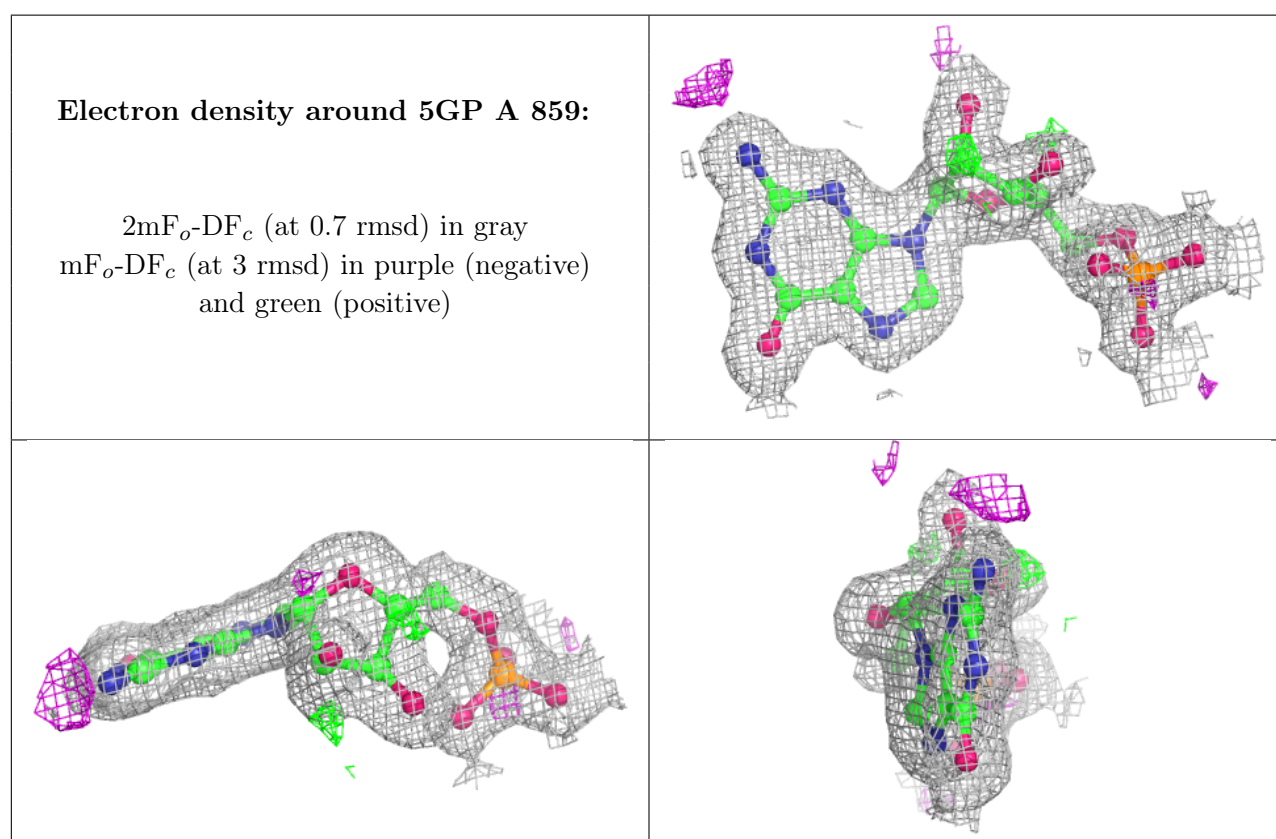 Electron density around 5GP A 859:
2mFo-DFc (at 0.7 rmsd) in gray
mFo-DFc (at 3 rmsd) in purple (negative)
and green (positive)